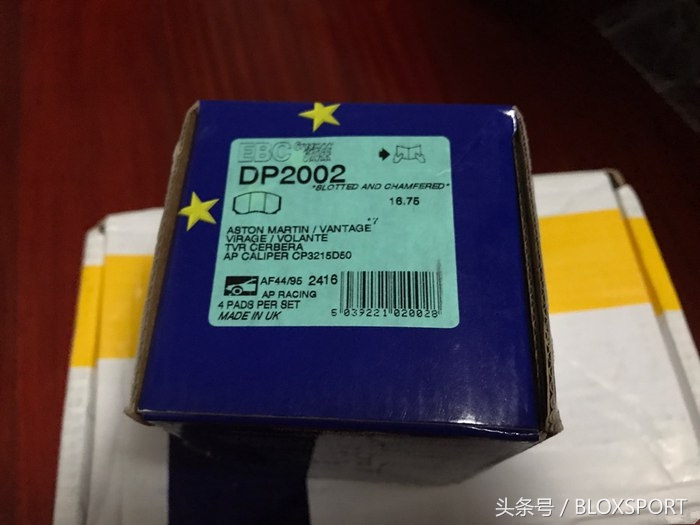 EBC
DP2002
"SLOTTED AND CHAMFERED"
16.75
ASTON MARTIN / VANTAGE
VIRAGE / VOLANTE
TVR CERBERA
AP CALIPER CP3215D50
AF44/95 2416
AP RACING
4 PADS PER SET
MADE IN UK
5 039221 020028
头条号 / BLOXSPORT